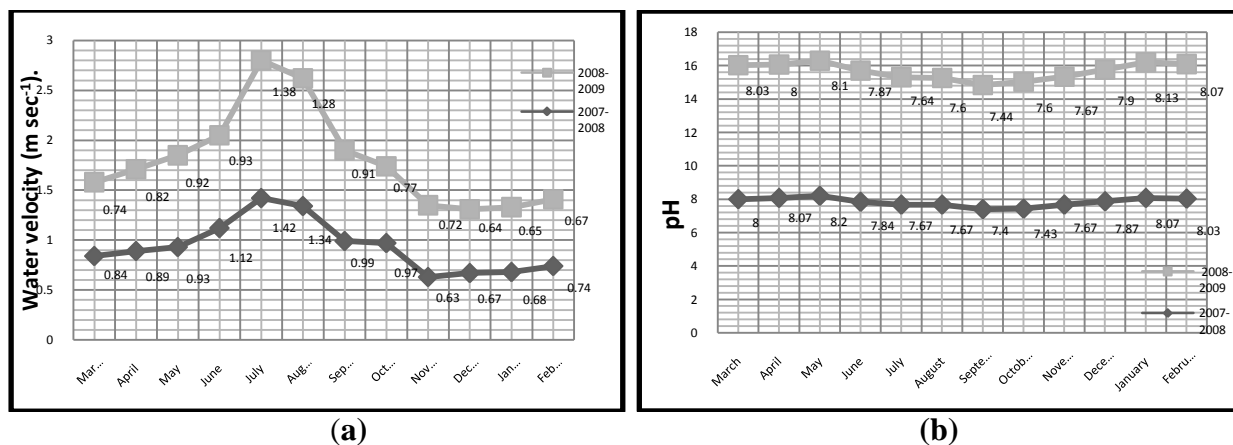 3
2.5
2
1.5
1
0.5
0
Water velocity (m sec⁻¹).
2008-
2009
2007-
2008
0.74
0.82
0.92
0.93
1.38
1.28
0.91
0.77
0.72
0.64
0.65
0.67
0.84
0.89
0.93
1.12
1.42
1.34
0.99
0.97
0.63
0.67
0.68
0.74
Mar...
April
May
June
July
Aug...
Sep...
Oct...
Nov...
Dec...
Jan...
Feb...
(a)
18
16
14
12
10
8
6
4
2
0
pH
8.03
8
8.1
7.87
7.64
7.6
7.44
7.6
7.67
7.9
8.13
8.07
8
8.07
8.2
7.84
7.67
7.67
7.4
7.43
7.67
7.87
8.07
8.03
2008-
2009
2007-
2008
March
April
May
June
July
August
Septe...
Octob...
Nove...
Dece...
January
Febru...
(b)